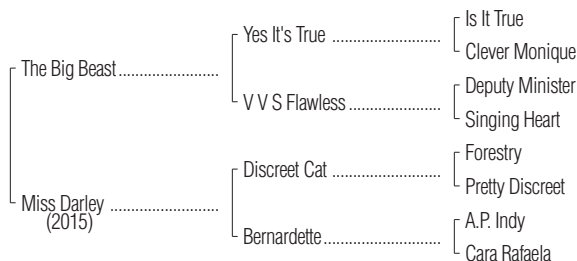 Is It True
Yes It's True ....................
Clever Monique
The Big Beast ....................
Deputy Minister
V V S Flawless ....................
Singing Heart
Forestry
Discreet Cat ....................
Pretty Discreet
Miss Darley ....................
(2015)
A.P. Indy
Bernardette ....................
Cara Rafaela